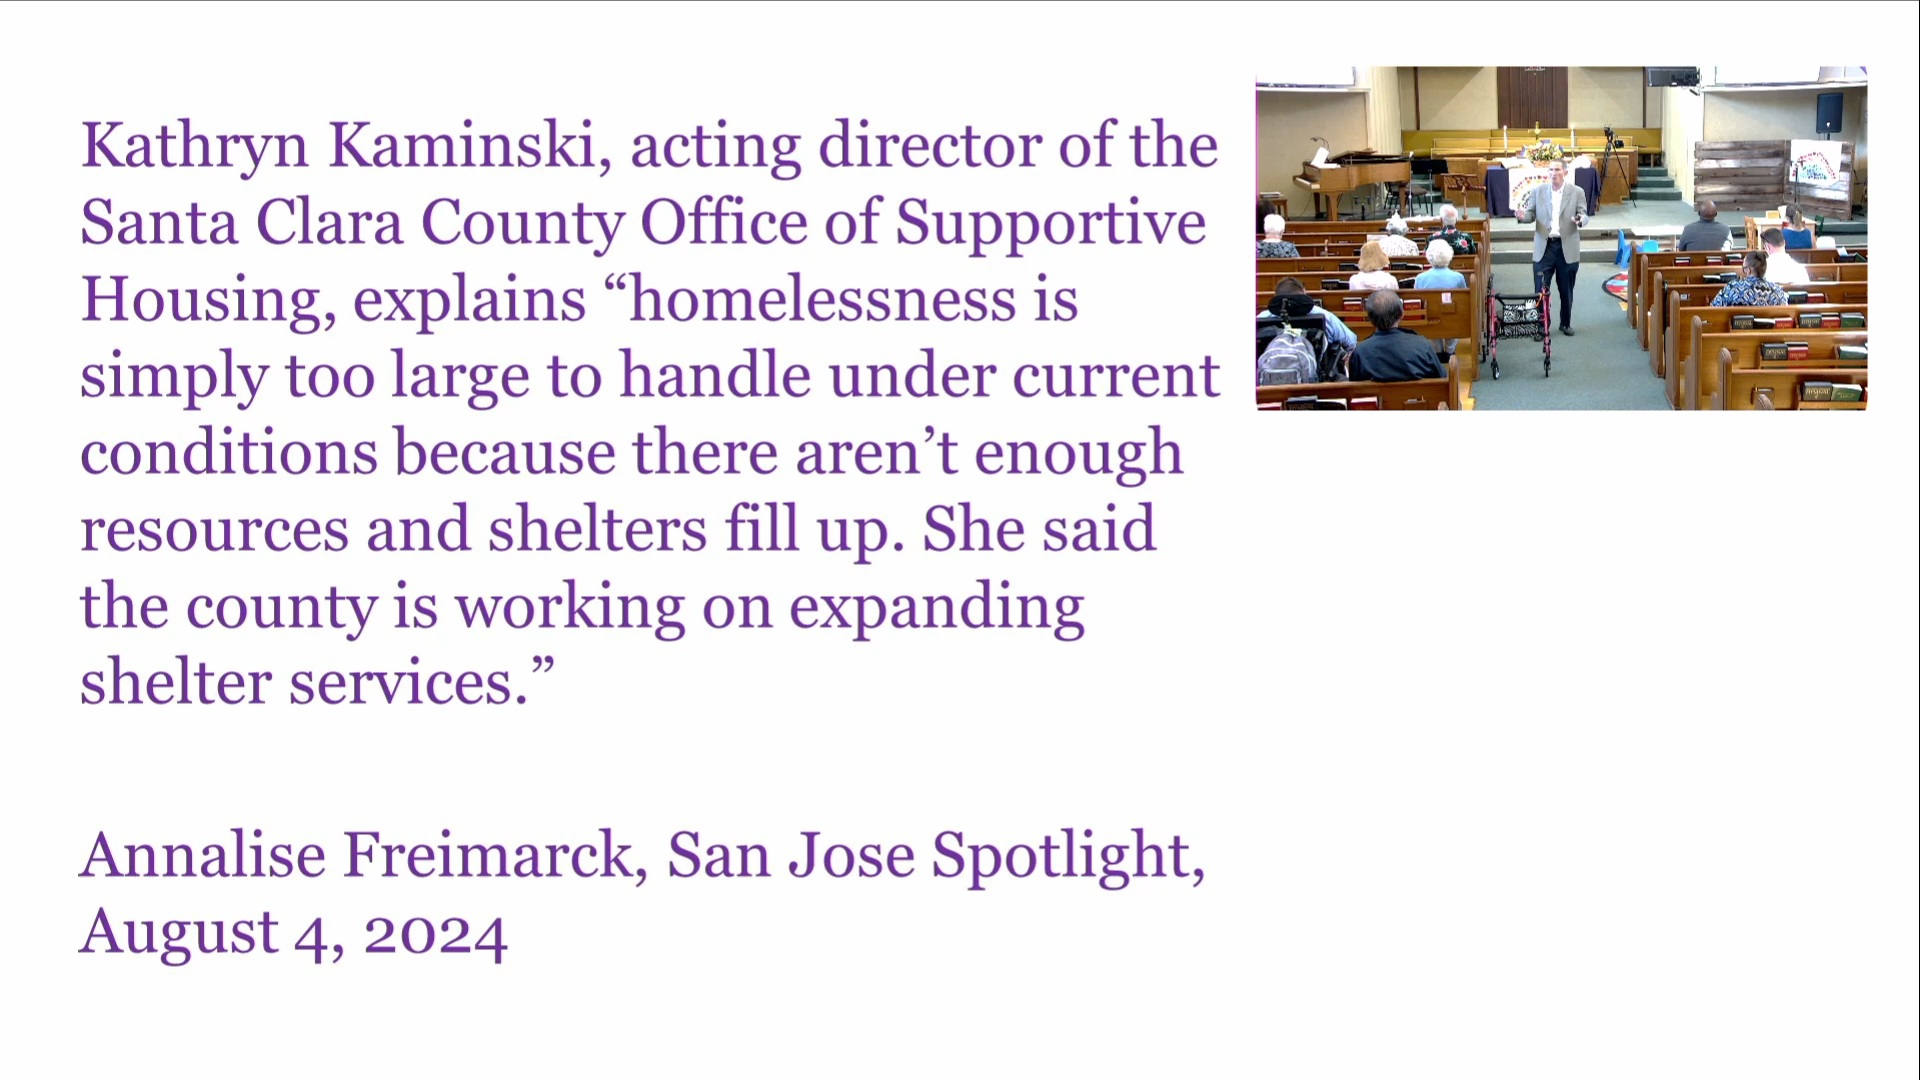 Kathryn Kaminski, acting director of the
Santa Clara County Office of Supportive
Housing, explains “homelessness is
simply too large to handle under current
conditions because there aren’t enough
resources and shelters fill up. She said
the county is working on expanding
shelter services.”
Annalise Freimarck, San Jose Spotlight,
August 4, 2024